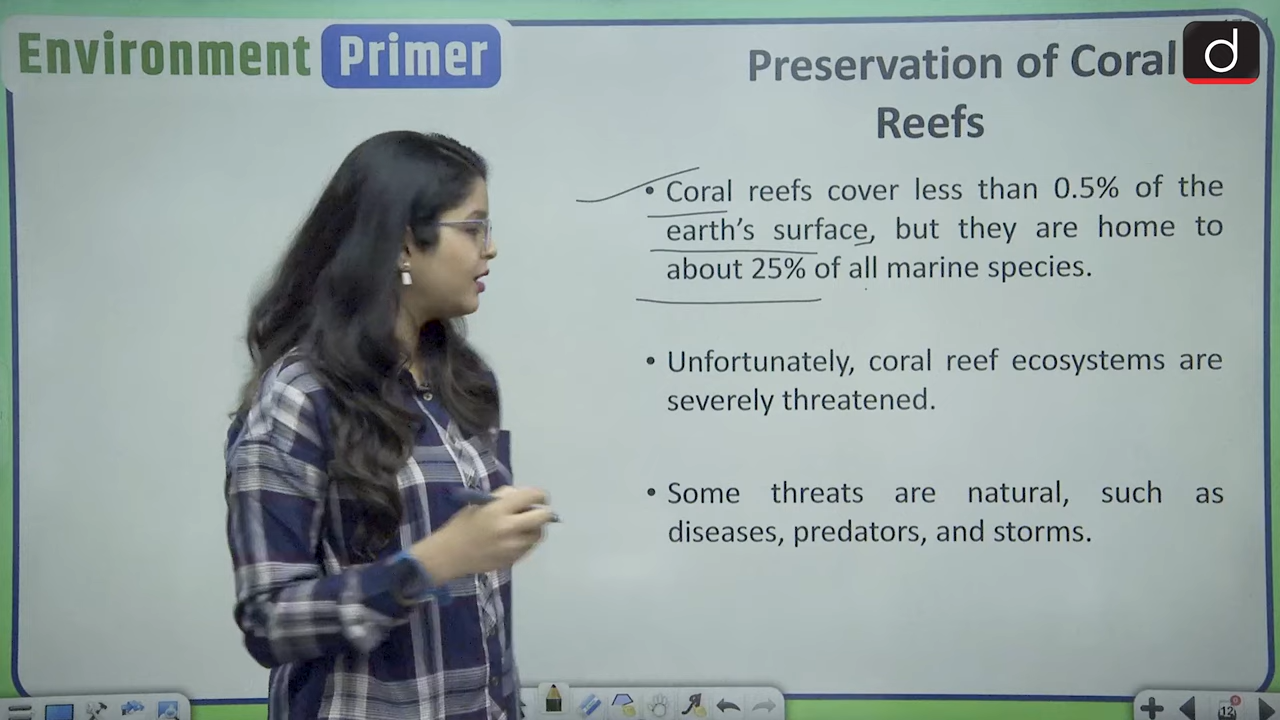 Environment Primer
Preservation of Coral
Reefs
d
• Coral reefs cover less than 0.5% of the
earth's surface, but they are home to
about 25% of all marine species.
• Unfortunately, coral reef ecosystems are
severely threatened.
• Some threats are natural, such as
diseases, predators, and storms.
12